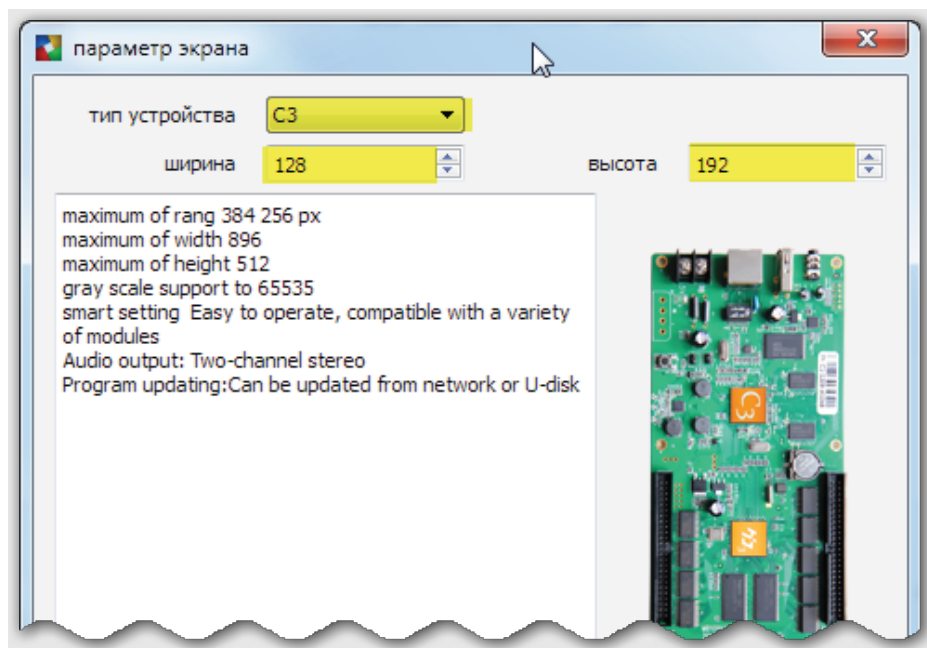 параметр экрана
тип устройства C3
ширина 128 высота 192
maximum of rang 384 256 px
maximum of width 896
maximum of height 512
gray scale support to 65535
smart setting Easy to operate, compatible with a variety
of modules
Audio output: Two-channel stereo
Program updating:Can be updated from network or U-disk
C3